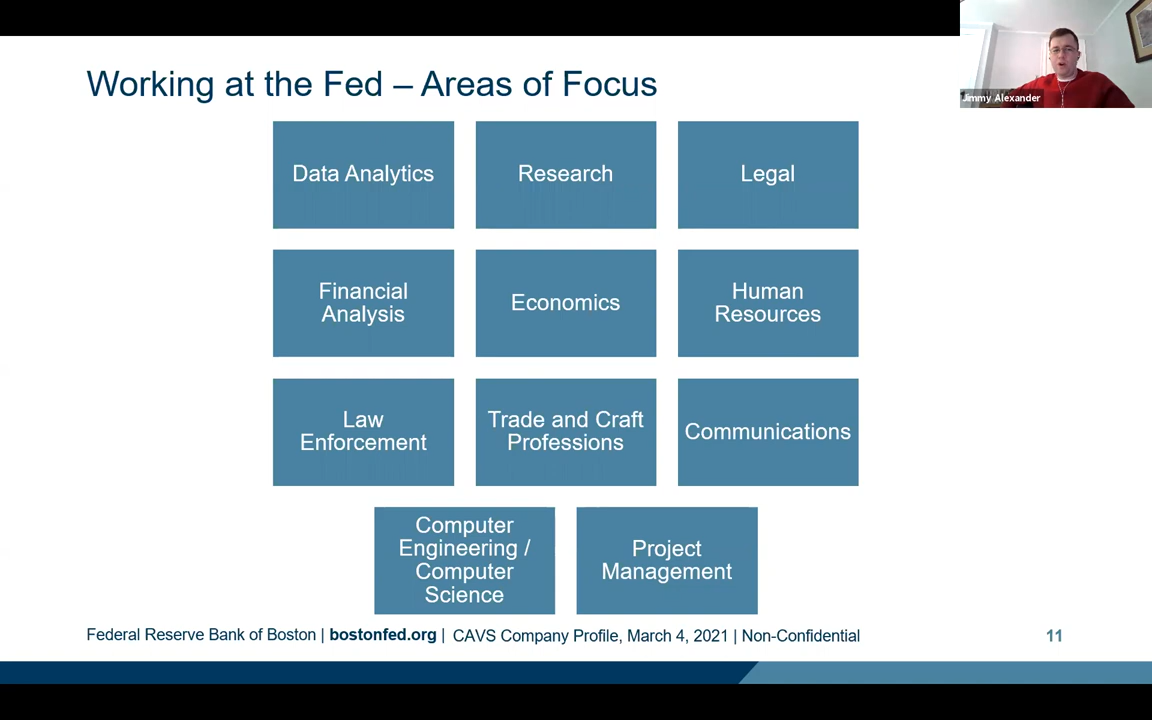 Working at the Fed – Areas of Focus
Jimmy Alexander
Data Analytics
Research
Legal
Financial
Analysis
Economics
Human
Resources
Law
Enforcement
Trade and Craft
Professions
Communications
Computer
Engineering /
Computer
Science
Project
Management
Federal Reserve Bank of Boston | bostonfed.org | CAVS Company Profile, March 4, 2021 | Non-Confidential
11